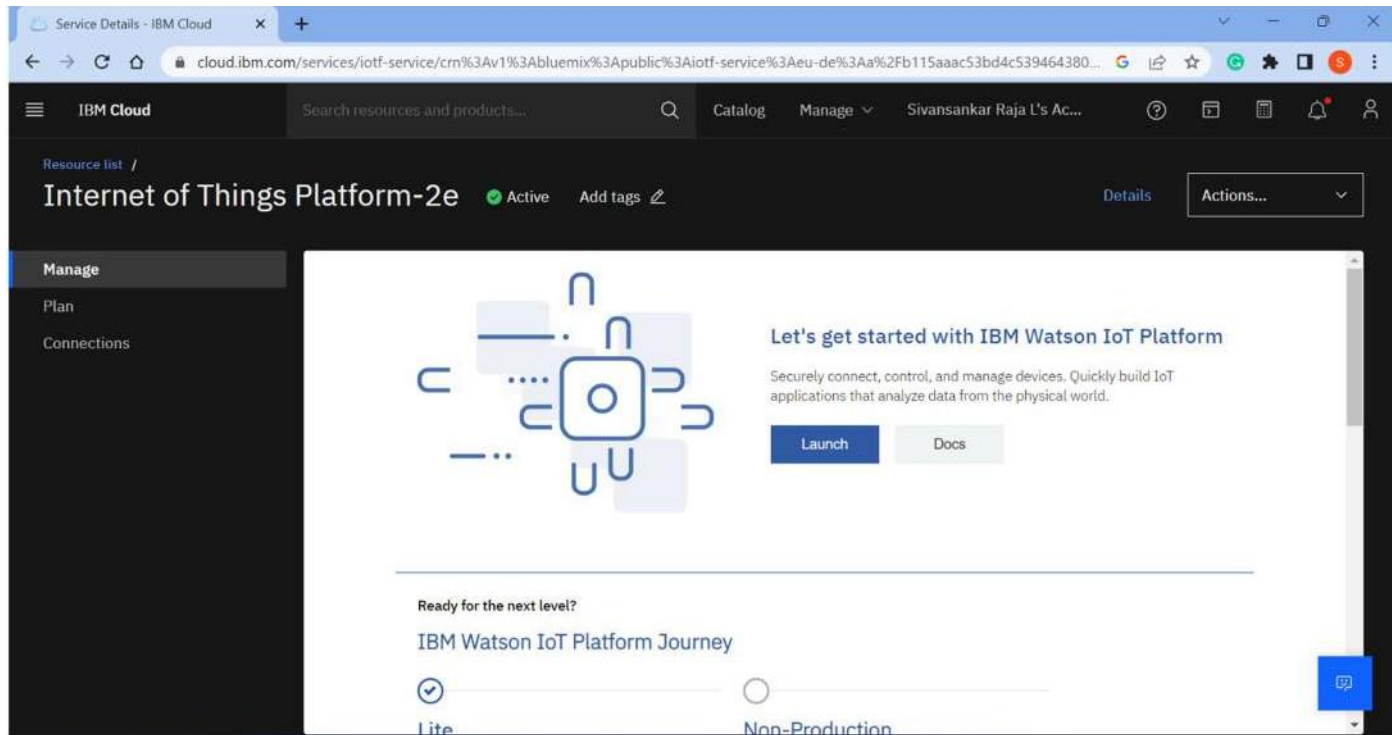 Service Details - IBM Cloud
cloud.ibm.com/services/iotf-service/crn%3Av1%3Abluemix%3Apublic%3Aiotf-service%3Aeu-de%3Aa%2Fb115aaac53bd4c539464380...
G
S
IBM Cloud
Search resources and products...
Catalog
Manage
Sivansankar Raja L's Ac...
Resource list /
Internet of Things Platform-2e
Active
Add tags
Details
Actions...
Manage
Plan
Connections
Let's get started with IBM Watson IoT Platform
Securely connect, control, and manage devices. Quickly build IoT
applications that analyze data from the physical world.
Launch
Docs
Ready for the next level?
IBM Watson IoT Platform Journey
Lite
Non-Production